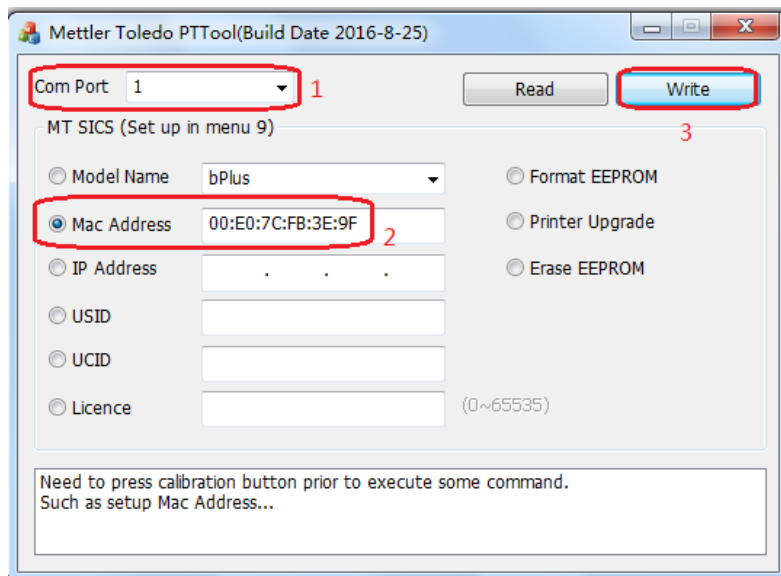 Mettler Toledo PTTool(Build Date 2016-8-25)
Com Port 1 1 Read Write
MT SICS (Set up in menu 9) 3
Model Name bPlus Format EEPROM
Mac Address 00:E0:7C:FB:3E:9F 2 Printer Upgrade
IP Address . . . Erase EEPROM
USID
UCID
Licence (0~65535)
Need to press calibration button prior to execute some command.
Such as setup Mac Address...